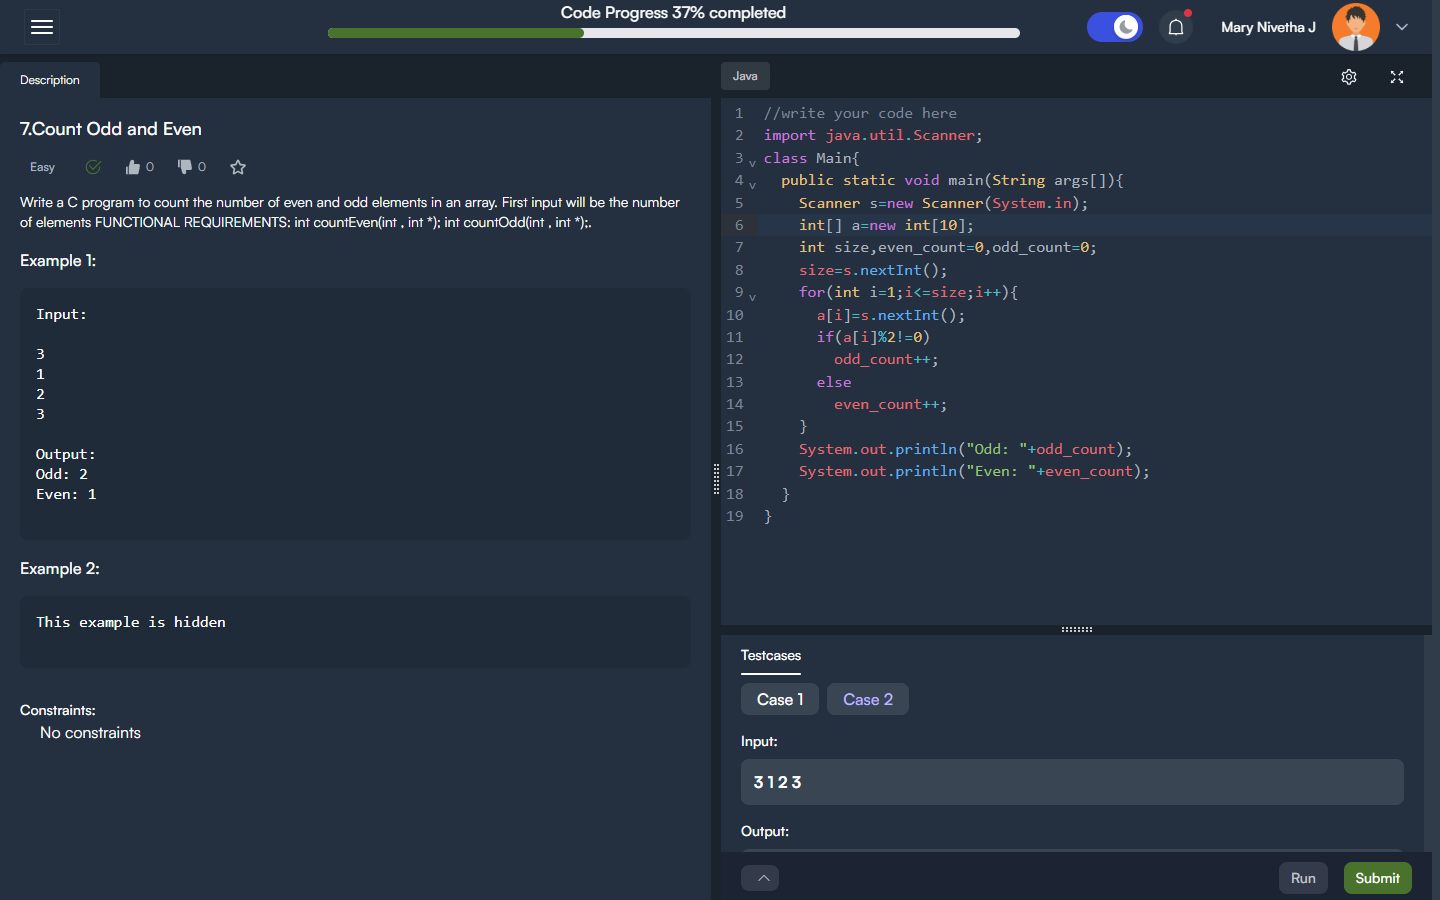 Code Progress 37% completed
Mary Nivetha J
Description
7.Count Odd and Even
Easy
0
0
Write a C program to count the number of even and odd elements in an array. First input will be the number
of elements FUNCTIONAL REQUIREMENTS: int countEven(int , int *); int countOdd(int , int *);.
Example 1:
Input:
3
1
2
3
Output:
Odd: 2
Even: 1
Example 2:
This example is hidden
Constraints:
No constraints
Java
1 //write your code here
2 import java.util.Scanner;
3 class Main{
4 public static void main(String args[]){
5 Scanner s=new Scanner(System.in);
6 int[] a=new int[10];
7 int size,even_count=0,odd_count=0;
8 size=s.nextInt();
9 for(int i=1;i<=size;i++){
10 a[i]=s.nextInt();
11 if(a[i]%2!=0)
12 odd_count++;
13 else
14 even_count++;
15 }
16 System.out.println("Odd: "+odd_count);
17 System.out.println("Even: "+even_count);
18 }
19 }
Testcases
Case 1
Case 2
Input:
3 1 2 3
Output:
Run
Submit